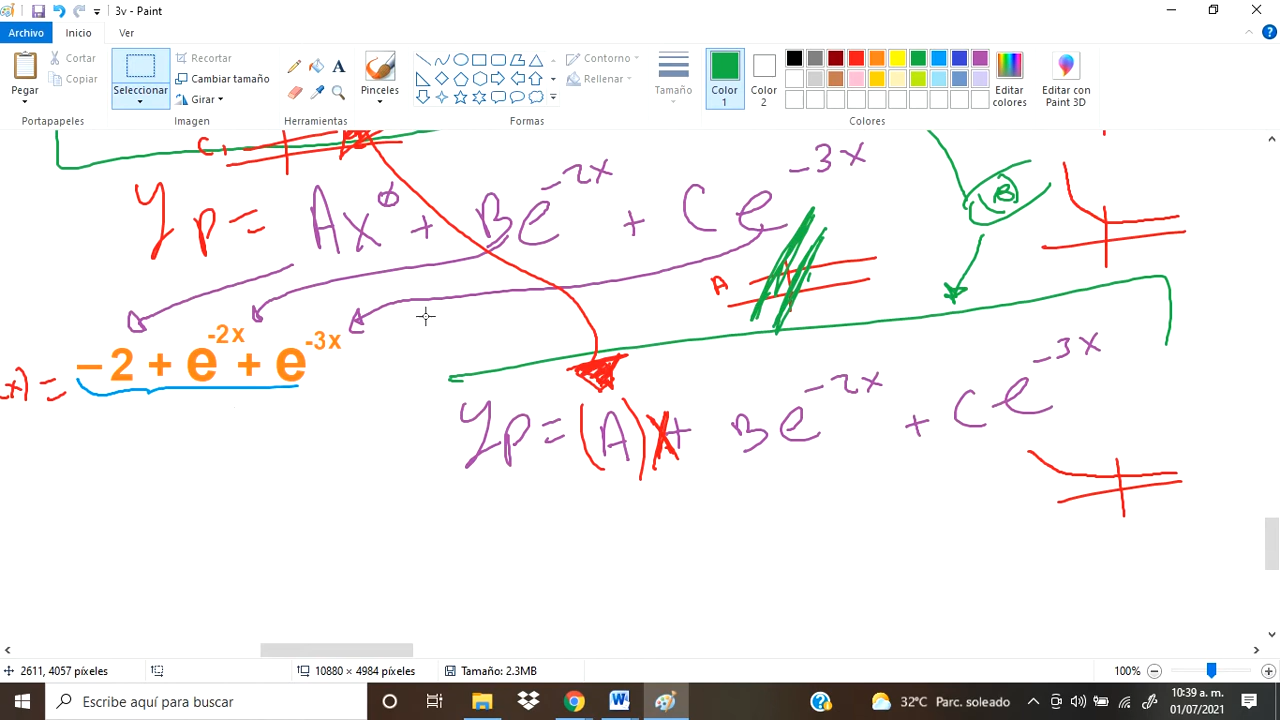 3v - Paint
Archivo Inicio Ver
Pegar
Cortar
Copiar
Portapapeles
Seleccionar
Recortar
Cambiar tamaño
Girar
Imagen
Herramientas
Pinceles
Contorno
Rellenar
Formas
Tamaño
Color 1
Color 2
Editar colores
Editar con Paint 3D
Colores
C1
yp = Ax^0 + Be^-2x + Ce^-3x
B
A
x) = -2 + e^-2x + e^-3x
yp = (A)x + Be^-2x + Ce^-3x
2611, 4057 píxeles
10880 × 4984 píxeles
Tamaño: 2.3MB
100%
Escribe aquí para buscar
32°C Parc. soleado
10:39 a. m.
01/07/2021